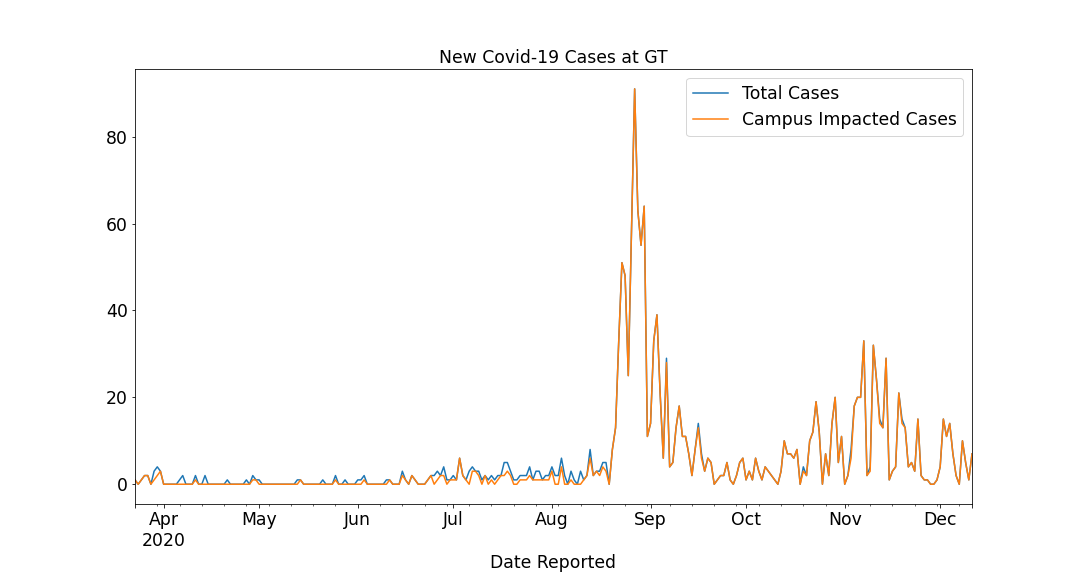 New Covid-19 Cases at GT
Total Cases
Campus Impacted Cases
80
60
40
20
0
Apr May Jun Jul Aug Sep Oct Nov Dec
2020
Date Reported